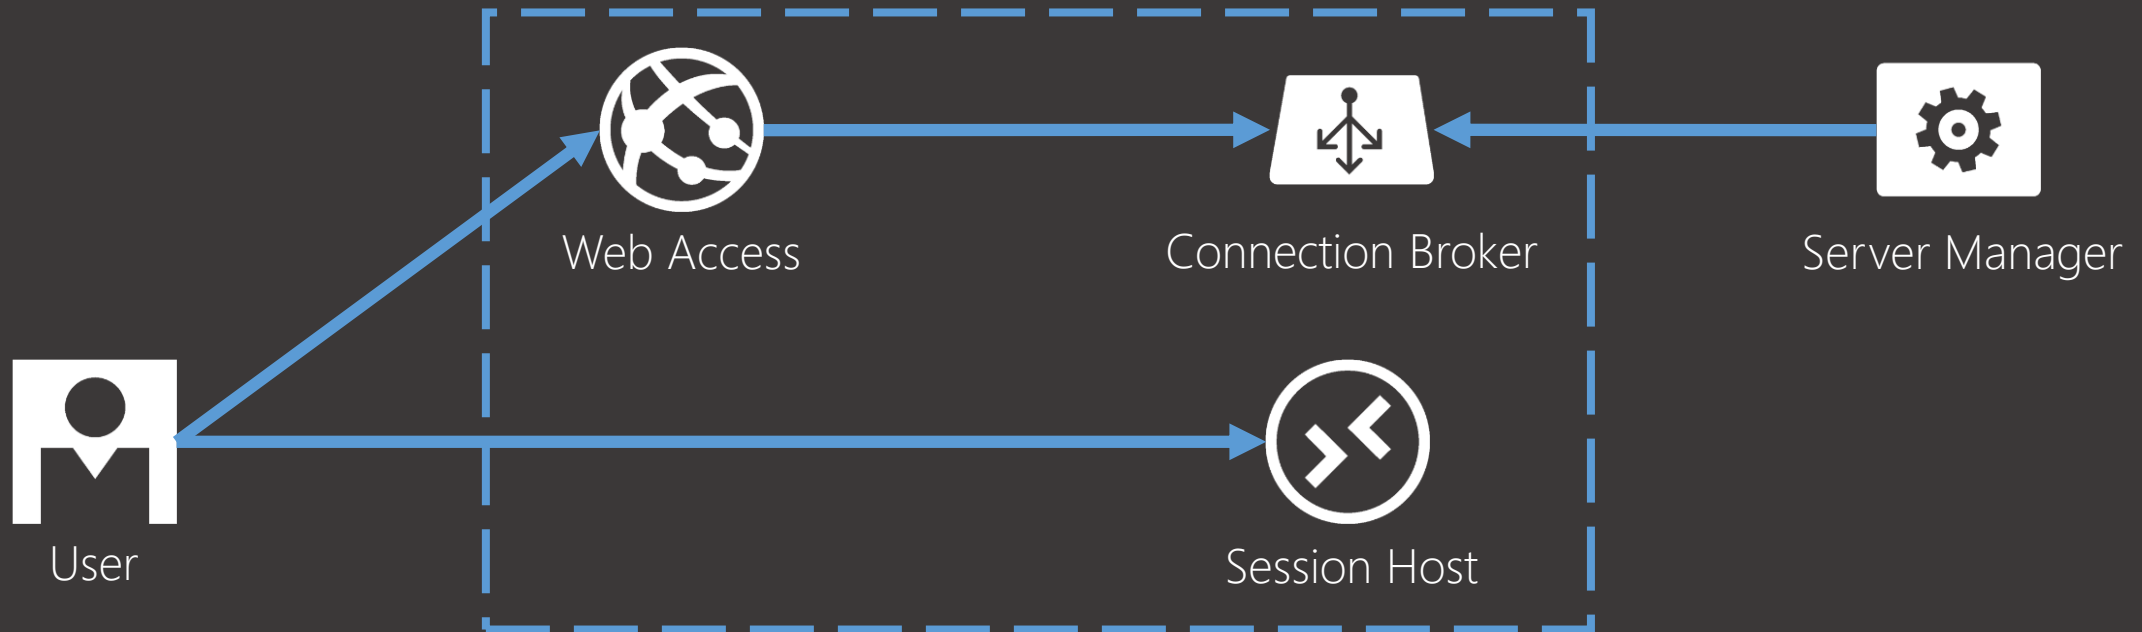 Web Access
Connection Broker
Server Manager
User
Session Host